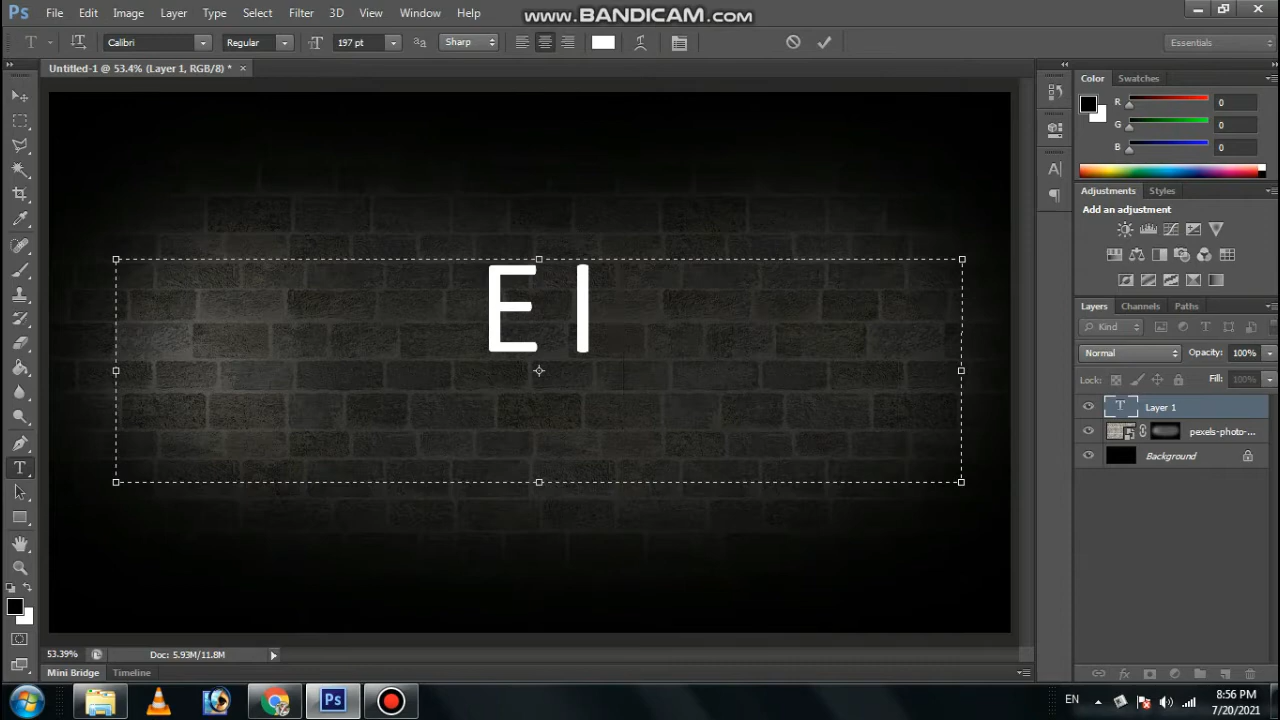 Ps File Edit Image Layer Type Select Filter 3D View Window Help
www.BANDICAM.com
Calibri Regular 197 pt Sharp Essentials
Untitled-1 @ 53.4% (Layer 1, RGB/8) * ×
Color Swatches
R 0
G 0
B 0
Adjustments Styles
Add an adjustment
E I
Layers Channels Paths
Kind
Normal Opacity: 100%
Lock: Fill: 100%
T Layer 1
pexels-photo-...
Background
53.39% Doc: 5.93M/11.8M
Mini Bridge Timeline
Ps EN 8:56 PM
7/20/2021